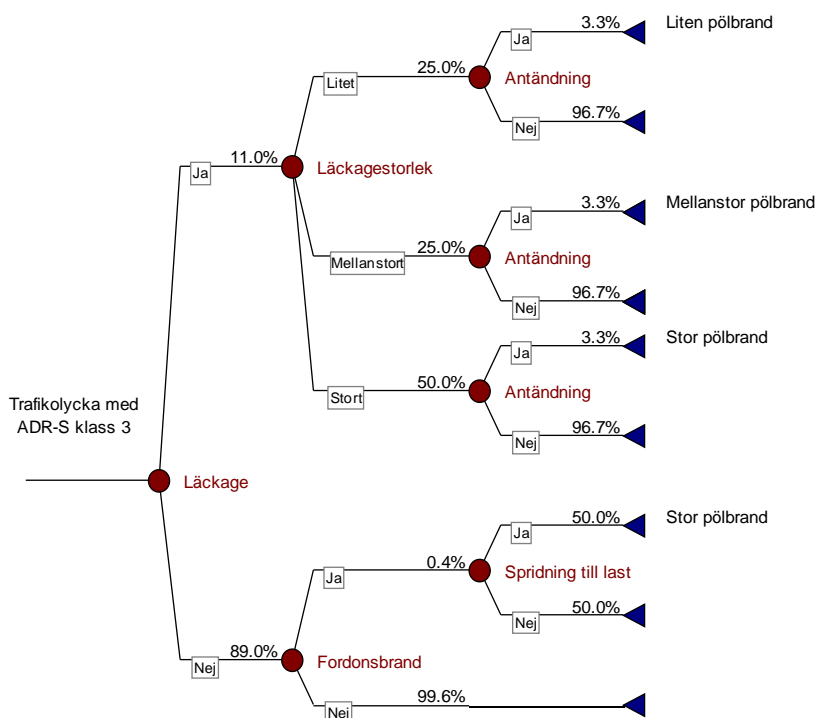 3.3%
Liten pölbrand
Ja
25.0%
Litet
Antändning
96.7%
Nej
11.0%
Ja
Läckagestorlek
3.3%
Mellanstor pölbrand
Ja
25.0%
Mellanstort
Antändning
96.7%
Nej
3.3%
Stor pölbrand
Ja
50.0%
Stort
Antändning
96.7%
Nej
Trafikolycka med
ADR-S klass 3
Läckage
50.0%
Stor pölbrand
Ja
0.4%
Ja
Spridning till last
50.0%
Nej
89.0%
Nej
Fordonsbrand
99.6%
Nej